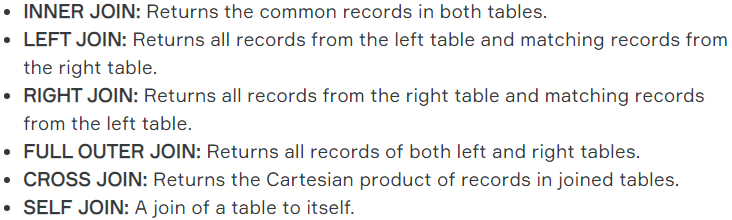 • INNER JOIN: Returns the common records in both tables.
• LEFT JOIN: Returns all records from the left table and matching records from
the right table.
• RIGHT JOIN: Returns all records from the right table and matching records
from the left table.
• FULL OUTER JOIN: Returns all records of both left and right tables.
• CROSS JOIN: Returns the Cartesian product of records in joined tables.
• SELF JOIN: A join of a table to itself.